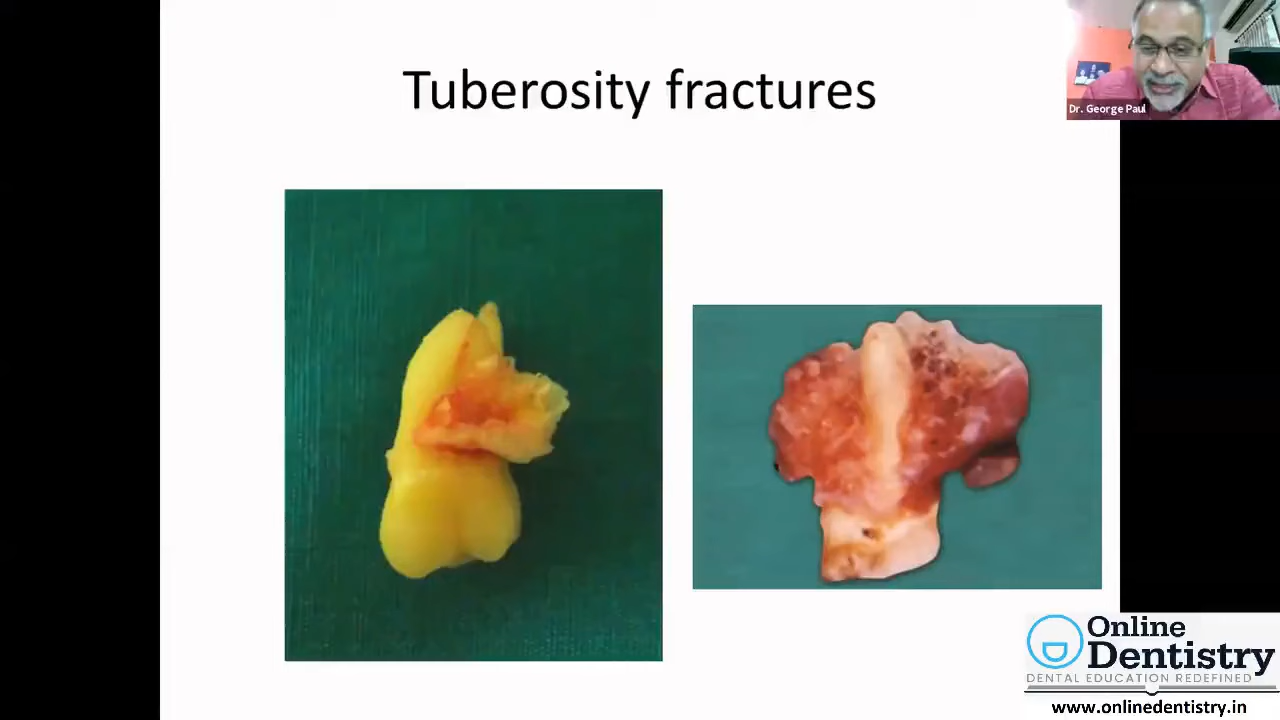 Tuberosity fractures
Dr. George Paul
Online
Dentistry
DENTAL EDUCATION REDEFINED
www.onlinedentistry.in